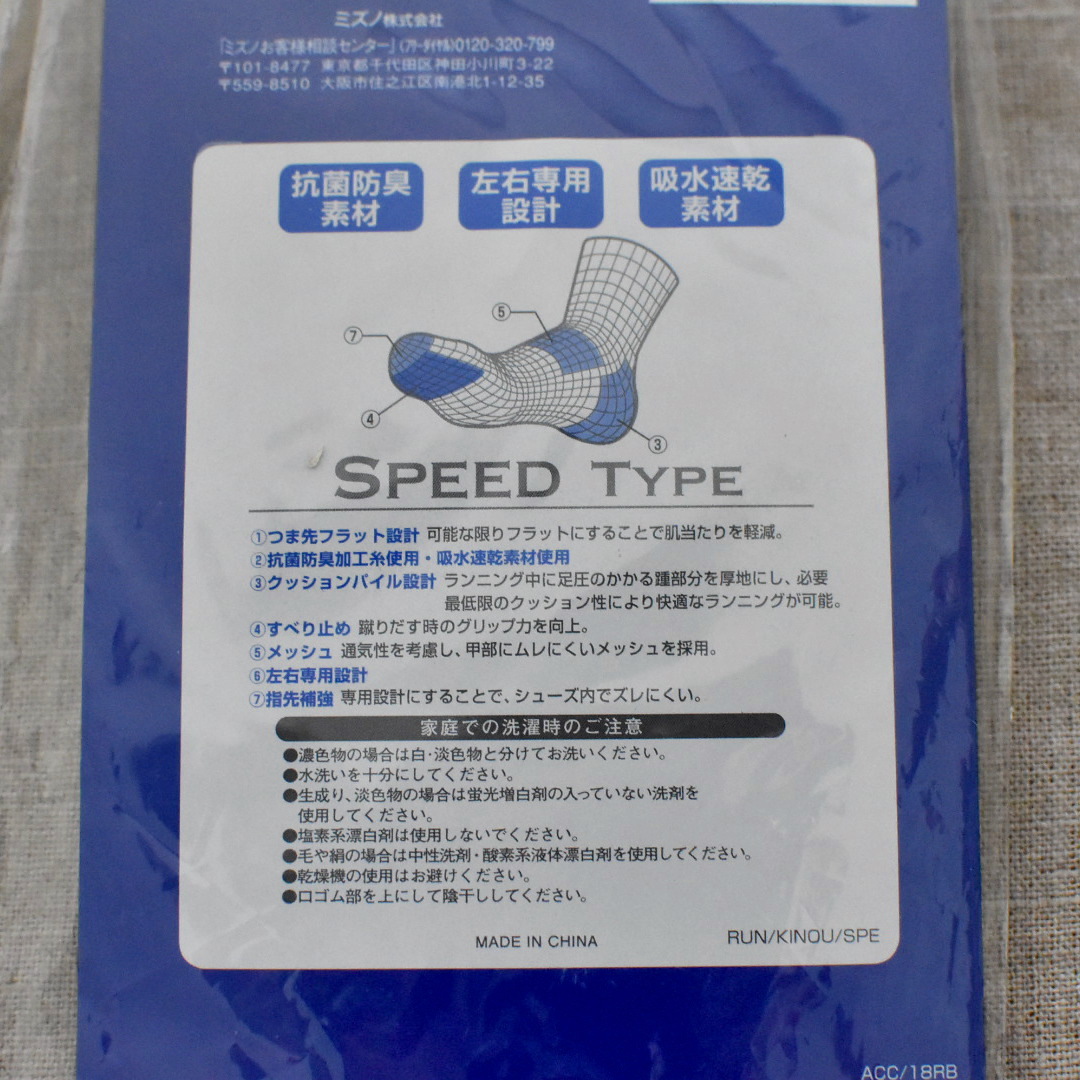 ミズノ株式会社
「ミズノお客様相談センター」(フリーダイヤル)0120-320-799
〒101-8477 東京都千代田区神田小川町3-22
〒559-8510 大阪市住之江区南港北1-12-35
抗菌防臭
素材
左右専用
設計
吸水速乾
素材
⑤
⑦
④
③
SPEED TYPE
①つま先フラット設計 可能な限りフラットにすることで肌当たりを軽減。
②抗菌防臭加工糸使用・吸水速乾素材使用
③クッションパイル設計 ランニング中に足圧のかかる踵部分を厚地にし、必要
最低限のクッション性により快適なランニングが可能。
④すべり止め 蹴りだす時のグリップ力を向上。
⑤メッシュ 通気性を考慮し、甲部にムレにくいメッシュを採用。
⑥左右専用設計
⑦指先補強 専用設計にすることで、シューズ内でズレにくい。
家庭での洗濯時のご注意
●濃色物の場合は白・淡色物と分けてお洗いください。
●水洗いを十分にしてください。
●生成り、淡色物の場合は蛍光増白剤の入っていない洗剤を
使用してください。
●塩素系漂白剤は使用しないでください。
●毛や絹の場合は中性洗剤・酸素系液体漂白剤を使用してください。
●乾燥機の使用はお避けください。
●口ゴム部を上にして陰干ししてください。
MADE IN CHINA
RUN/KINOU/SPE
ACC/18RB